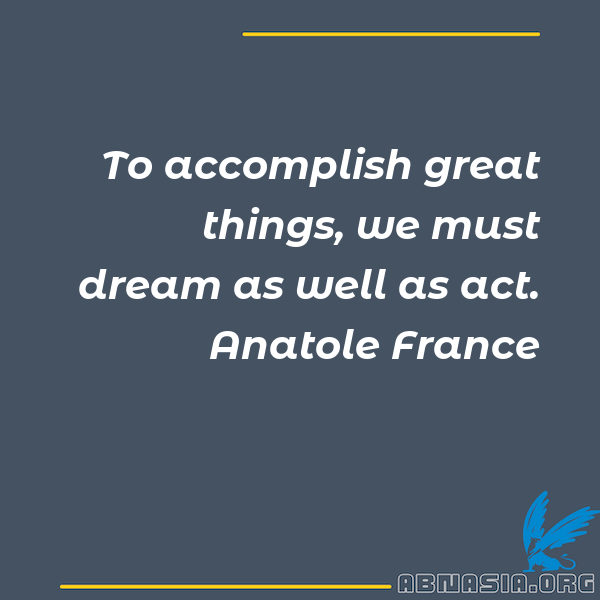 To accomplish great
things, we must
dream as well as act.
Anatole France
ABNASIA.ORG